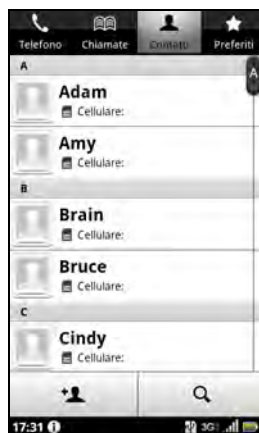 Telefono Chiamate Contatti Preferiti
A
A
Adam
Cellulare:
Amy
Cellulare:
B
Brain
Cellulare:
Bruce
Cellulare:
C
Cindy
Cellulare:
17:31 3G